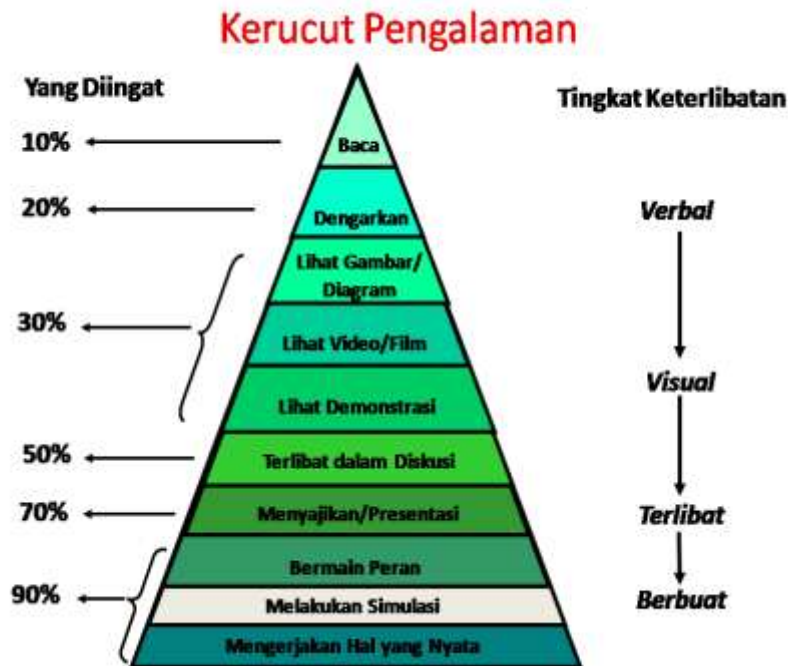 Kerucut Pengalaman
Yang Diingat
Tingkat Keterlibatan
10%
Baca
20%
Dengarkan
Verbal
Lihat Gambar/
Diagram
30%
Lihat Video/Film
Visual
Lihat Demonstrasi
50%
Terlibat dalam Diskusi
70%
Menyajikan/Presentasi
Terlibat
Bermain Peran
90%
Melakukan Simulasi
Berbuat
Mengerjakan Hal yang Nyata